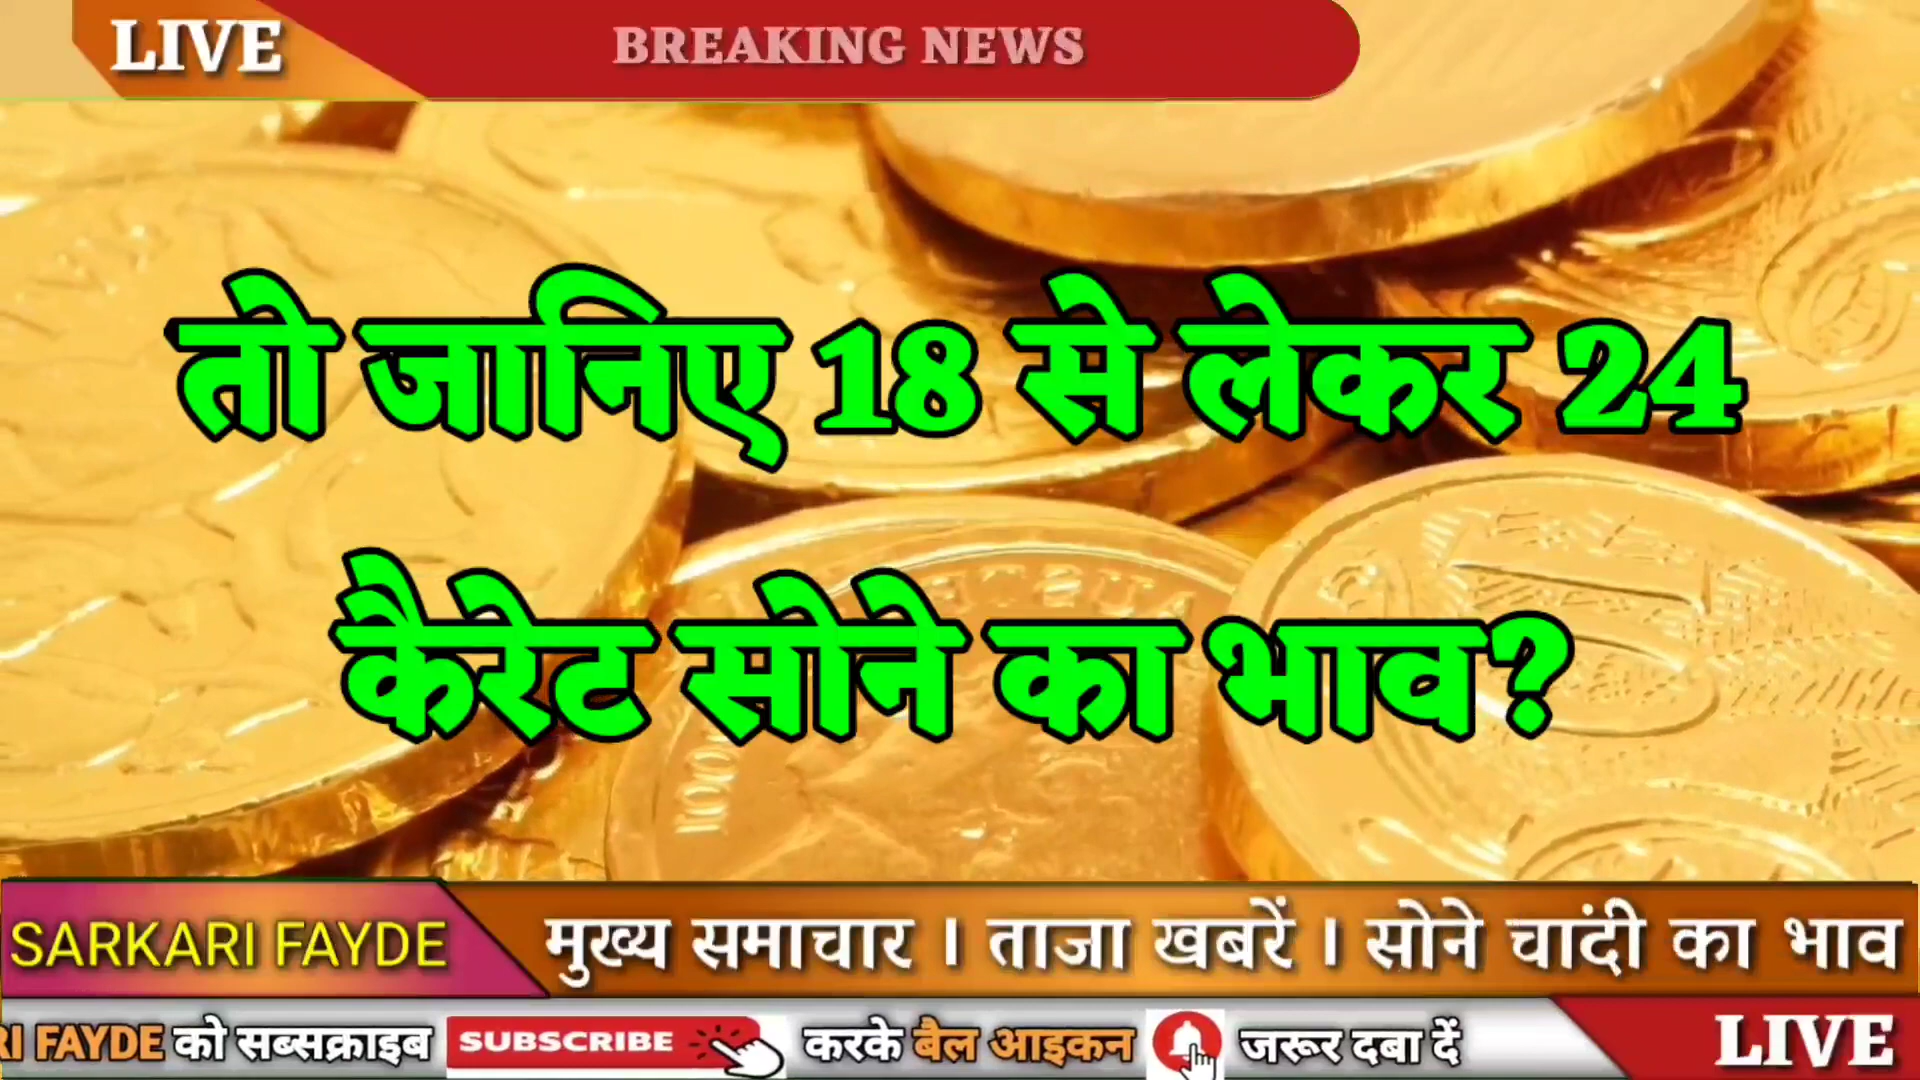 LIVE
BREAKING NEWS
तो जानिए 18 से लेकर 24
कैरेट सोने का भाव?
SARKARI FAYDE
मुख्य समाचार । ताजा खबरें । सोने चांदी का भाव
RI FAYDE को सब्सक्राइब SUBSCRIBE करके बैल आइकन जरूर दबा दें
LIVE